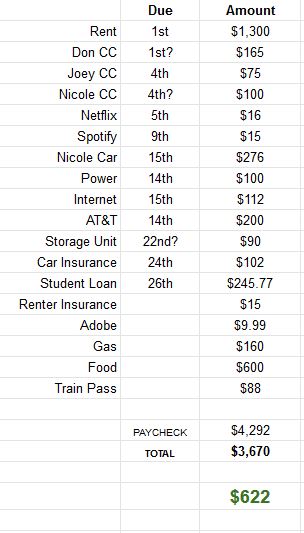 Due Amount
Rent 1st $1,300
Don CC 1st? $165
Joey CC 4th $75
Nicole CC 4th? $100
Netflix 5th $16
Spotify 9th $15
Nicole Car 15th $276
Power 14th $100
Internet 15th $112
AT&T 14th $200
Storage Unit 22nd? $90
Car Insurance 24th $102
Student Loan 26th $245.77
Renter Insurance $15
Adobe $9.99
Gas $160
Food $600
Train Pass $88
PAYCHECK $4,292
TOTAL $3,670
$622